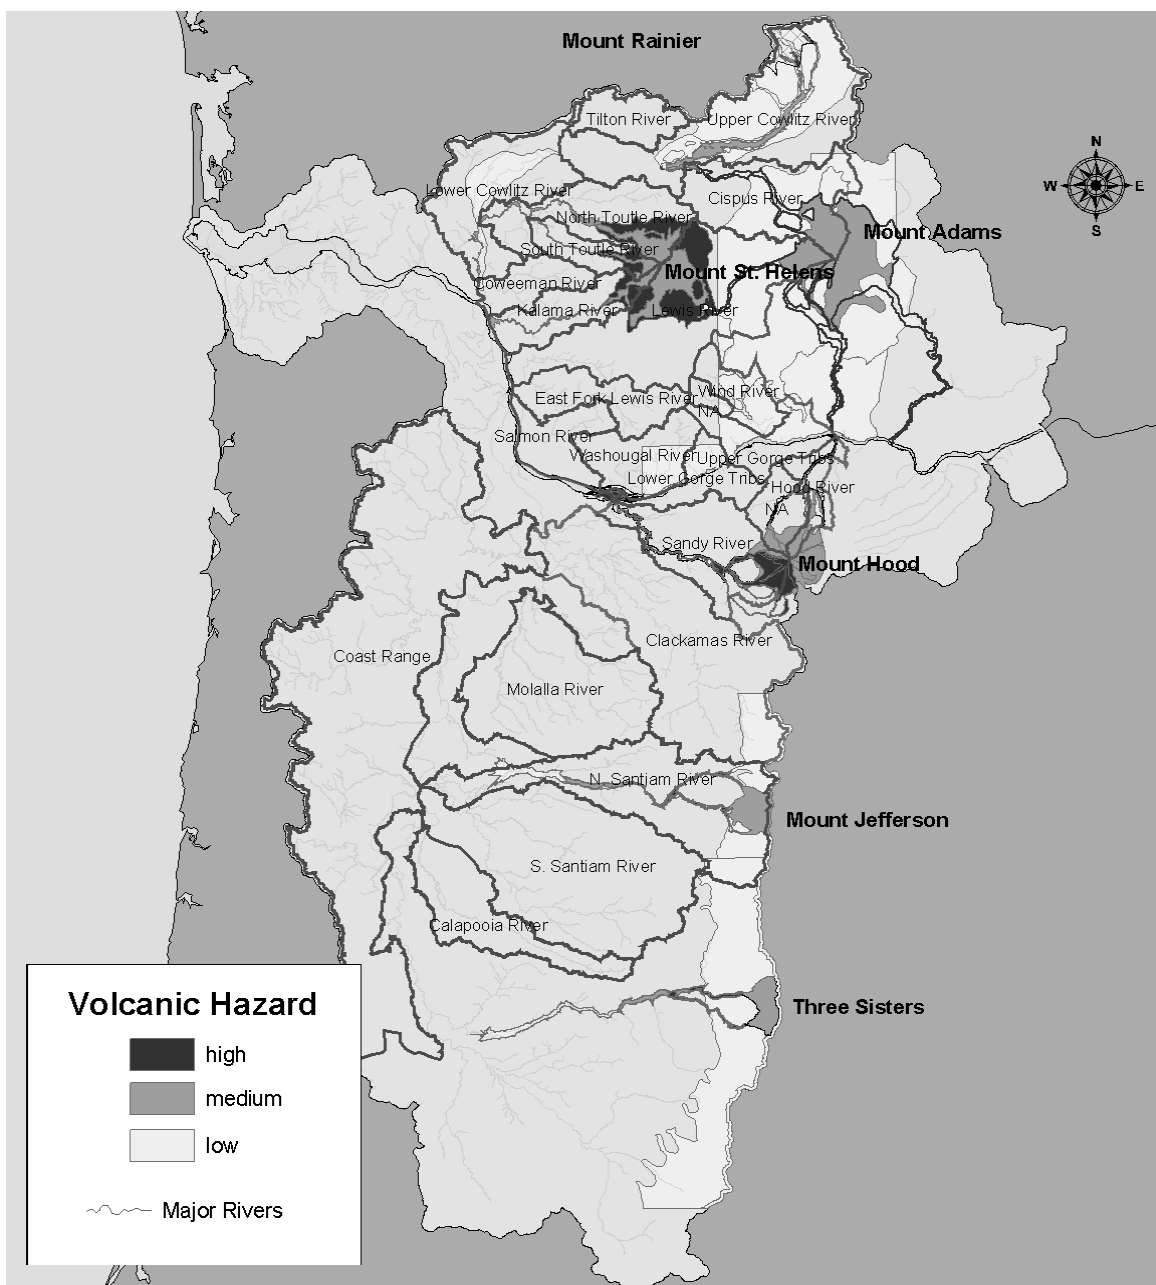 Mount Rainier
Tilton River
Upper Cowlitz River
N
W
E
S
Lower Cowlitz River
Cispus River
North Toutle River
Mount Adams
South Toutle River
Mount St. Helens
Coweeman River
Kalama River
Lewis River
East Fork Lewis River
Wind River
NA
Salmon River
Washougal River
Upper Gorge Tribs
Lower Gorge Tribs
Hood River
NA
Sandy River
Mount Hood
Clackamas River
Coast Range
Molalla River
N. Santiam River
Mount Jefferson
S. Santiam River
Calapooia River
Three Sisters
Volcanic Hazard
high
medium
low
Major Rivers